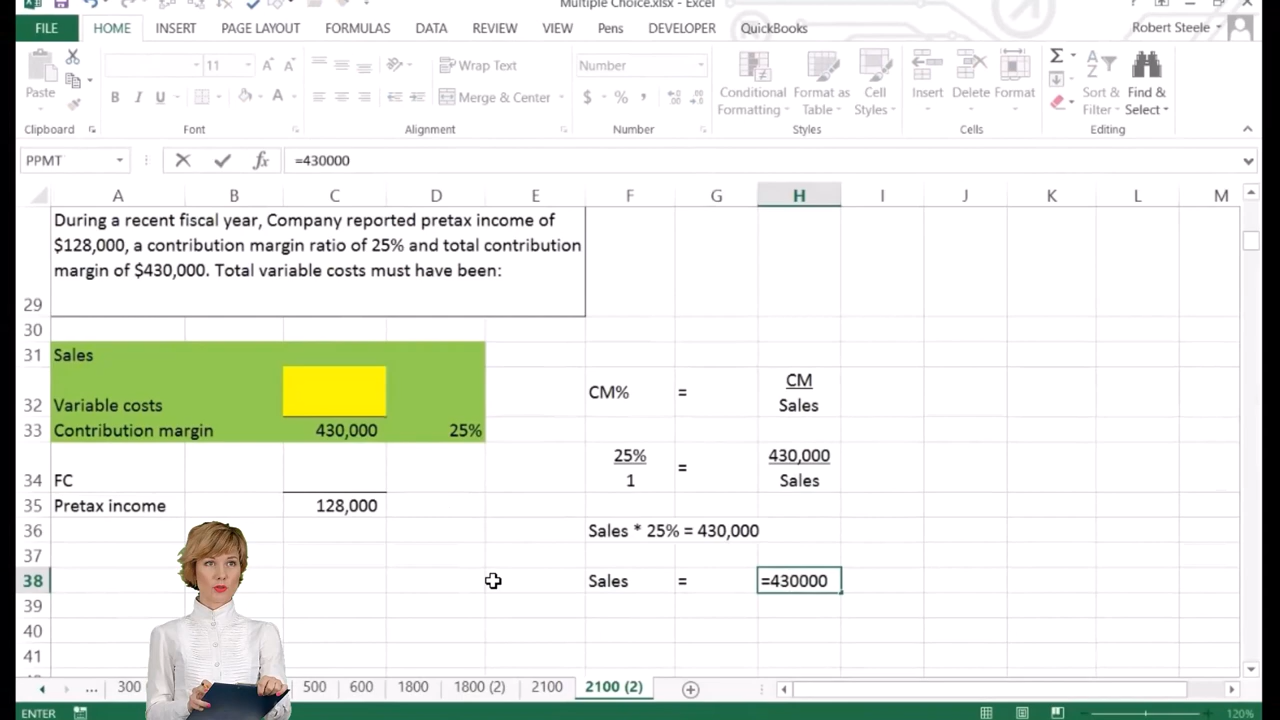 Multiple Choice.xlsx - Excel
?
FILE HOME INSERT PAGE LAYOUT FORMULAS DATA REVIEW VIEW Pens DEVELOPER QuickBooks Robert Steele
Paste
11 A A
Wrap Text
Number
B I U A
Merge & Center
$ % ,
Conditional Formatting
Format as Table
Cell Styles
Insert Delete Format
Sort & Filter
Find & Select
Clipboard Font Alignment Number Styles Cells Editing
PPMT fx =430000
A B C D E F G H I J K L M
During a recent fiscal year, Company reported pretax income of
$128,000, a contribution margin ratio of 25% and total contribution
margin of $430,000. Total variable costs must have been:
29
30
31 Sales
CM% = CM
32 Variable costs Sales
33 Contribution margin 430,000 25%
25% = 430,000
34 FC 1 Sales
35 Pretax income 128,000
36 Sales * 25% = 430,000
37
38 Sales = =430000
39
40
41
... 300 500 600 1800 1800 (2) 2100 2100 (2)
ENTER 120%